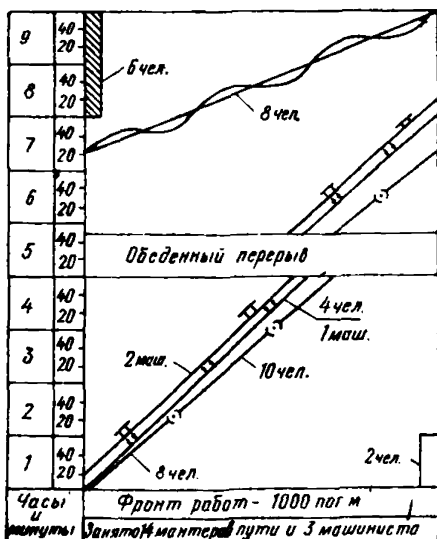 9 40
20
6 чел.
8 40
20
8 чел.
7 40
20
6 40
20
5 40
20
Обеденный перерыв
4 40
20
4 чел.
1 маш.
3 40
20
2 маш.
10 чел.
2 40
20
2 чел.
1 40
20
8 чел.
Часы и минуты
Фронт работ - 1000 пог м
Занято 14 монтеров пути и 3 машиниста